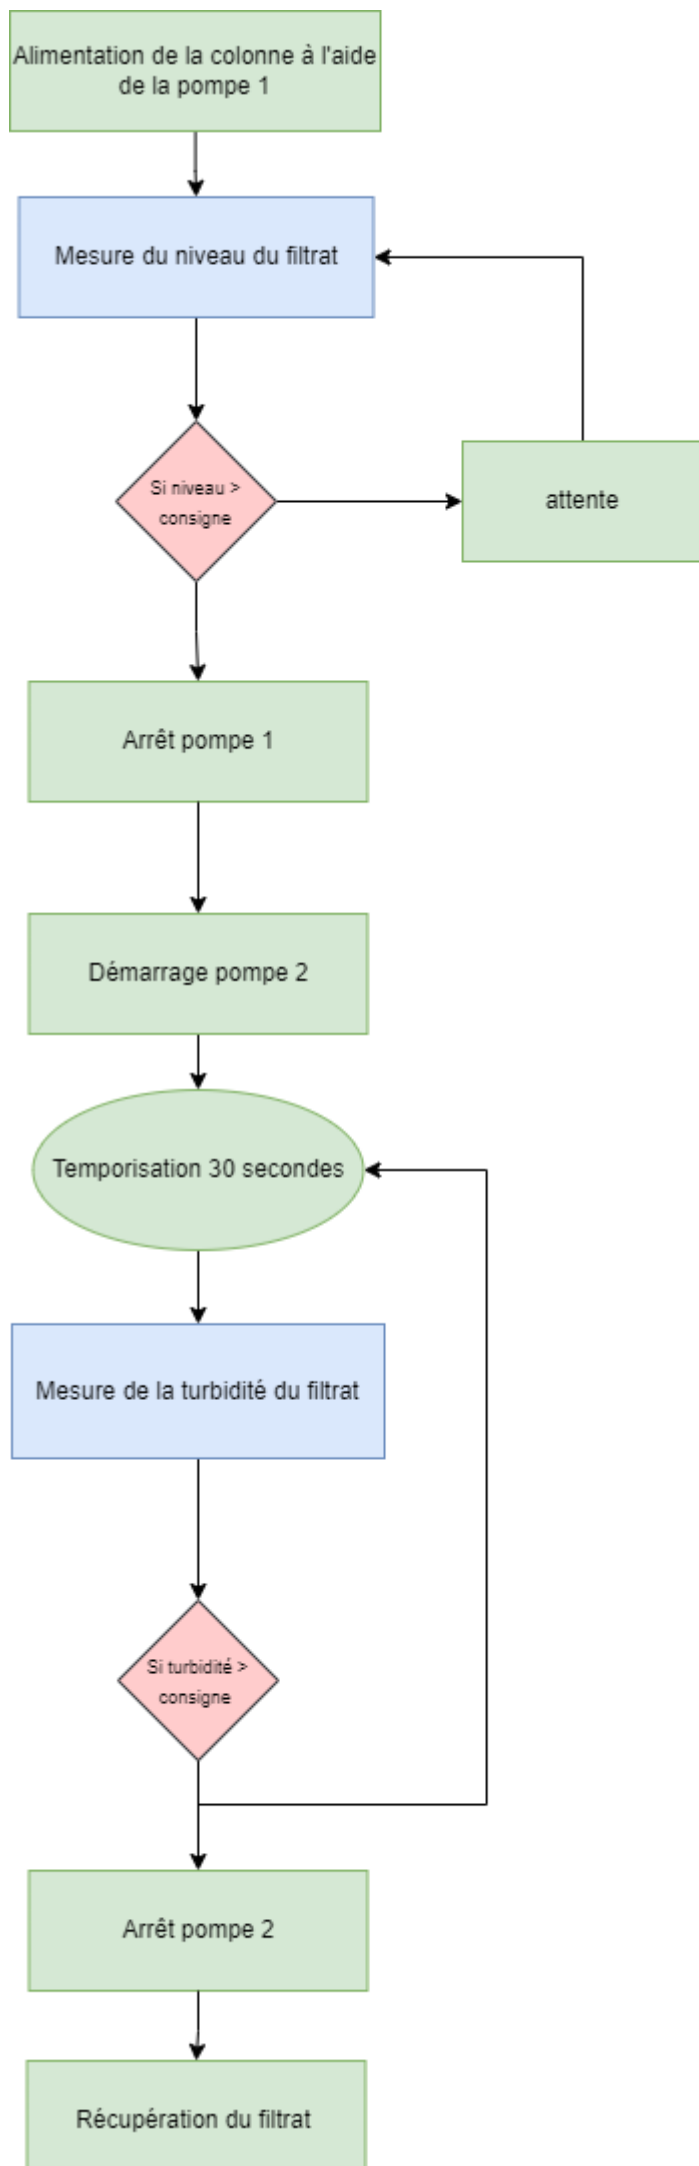 Alimentation de la colonne à l'aide
de la pompe 1
Mesure du niveau du filtrat
Si niveau >
consigne
attente
Arrêt pompe 1
Démarrage pompe 2
Temporisation 30 secondes
Mesure de la turbidité du filtrat
Si turbidité >
consigne
Arrêt pompe 2
Récupération du filtrat